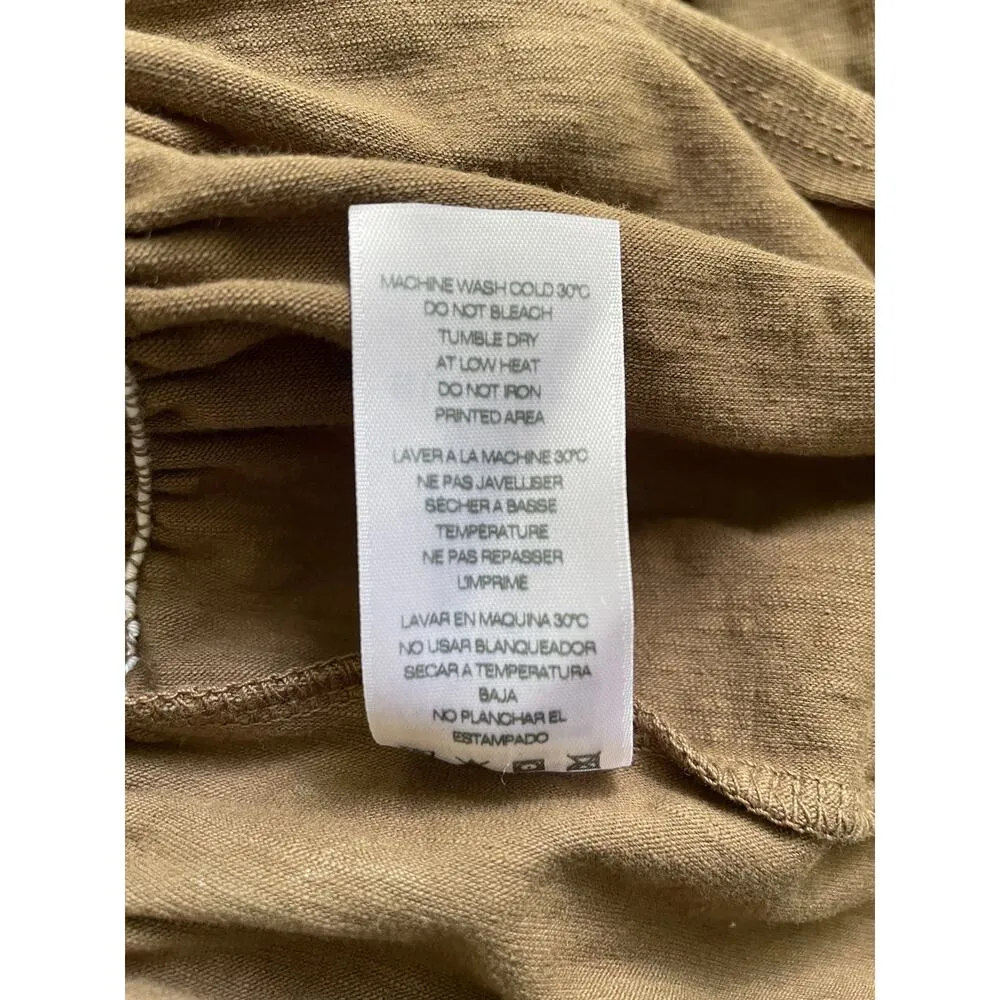 MACHINE WASH COLD 30°C
DO NOT BLEACH
TUMBLE DRY
AT LOW HEAT
DO NOT IRON
PRINTED AREA
LAVER A LA MACHINE 30°C
NE PAS JAVELLISER
SÉCHER A BASSE
TEMPÉRATURE
NE PAS REPASSER
L'IMPRIMÉ
LAVAR EN MAQUINA 30°C
NO USAR BLANQUEADOR
SECAR A TEMPERATURA
BAJA
NO PLANCHAR EL
ESTAMPADO